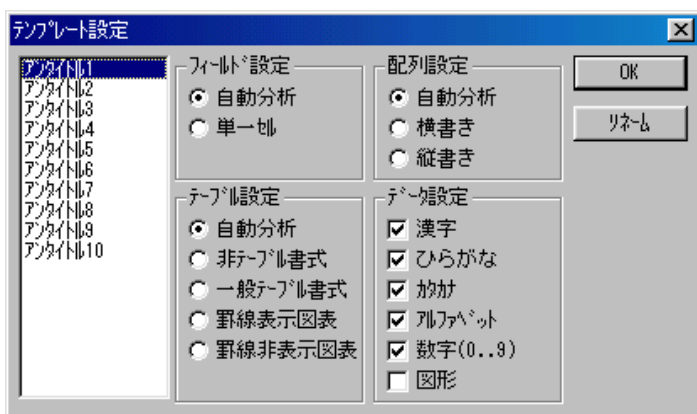 テンプレート設定
アンタイトル1
アンタイトル2
アンタイトル3
アンタイトル4
アンタイトル5
アンタイトル6
アンタイトル7
アンタイトル8
アンタイトル9
アンタイトル10
フィールド設定
自動分析
単一セル
配列設定
自動分析
横書き
縦書き
OK
リネーム
テーブル設定
自動分析
非テーブル書式
一般テーブル書式
罫線表示図表
罫線非表示図表
データ設定
漢字
ひらがな
カタカナ
アルファベット
数字(0..9)
図形